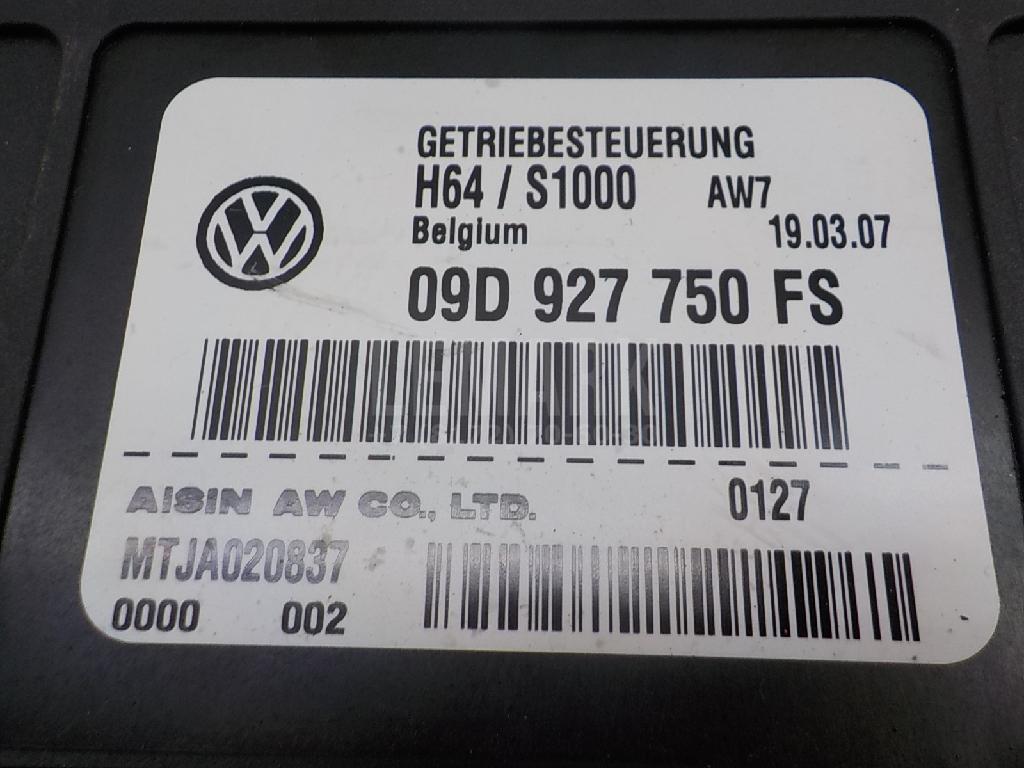 GETRIEBESTEUERUNG
H64 / S1000 AW7
Belgium 19.03.07
09D 927 750 FS
AISIN AW CO., LTD. 0127
MTJA020837
0000 002